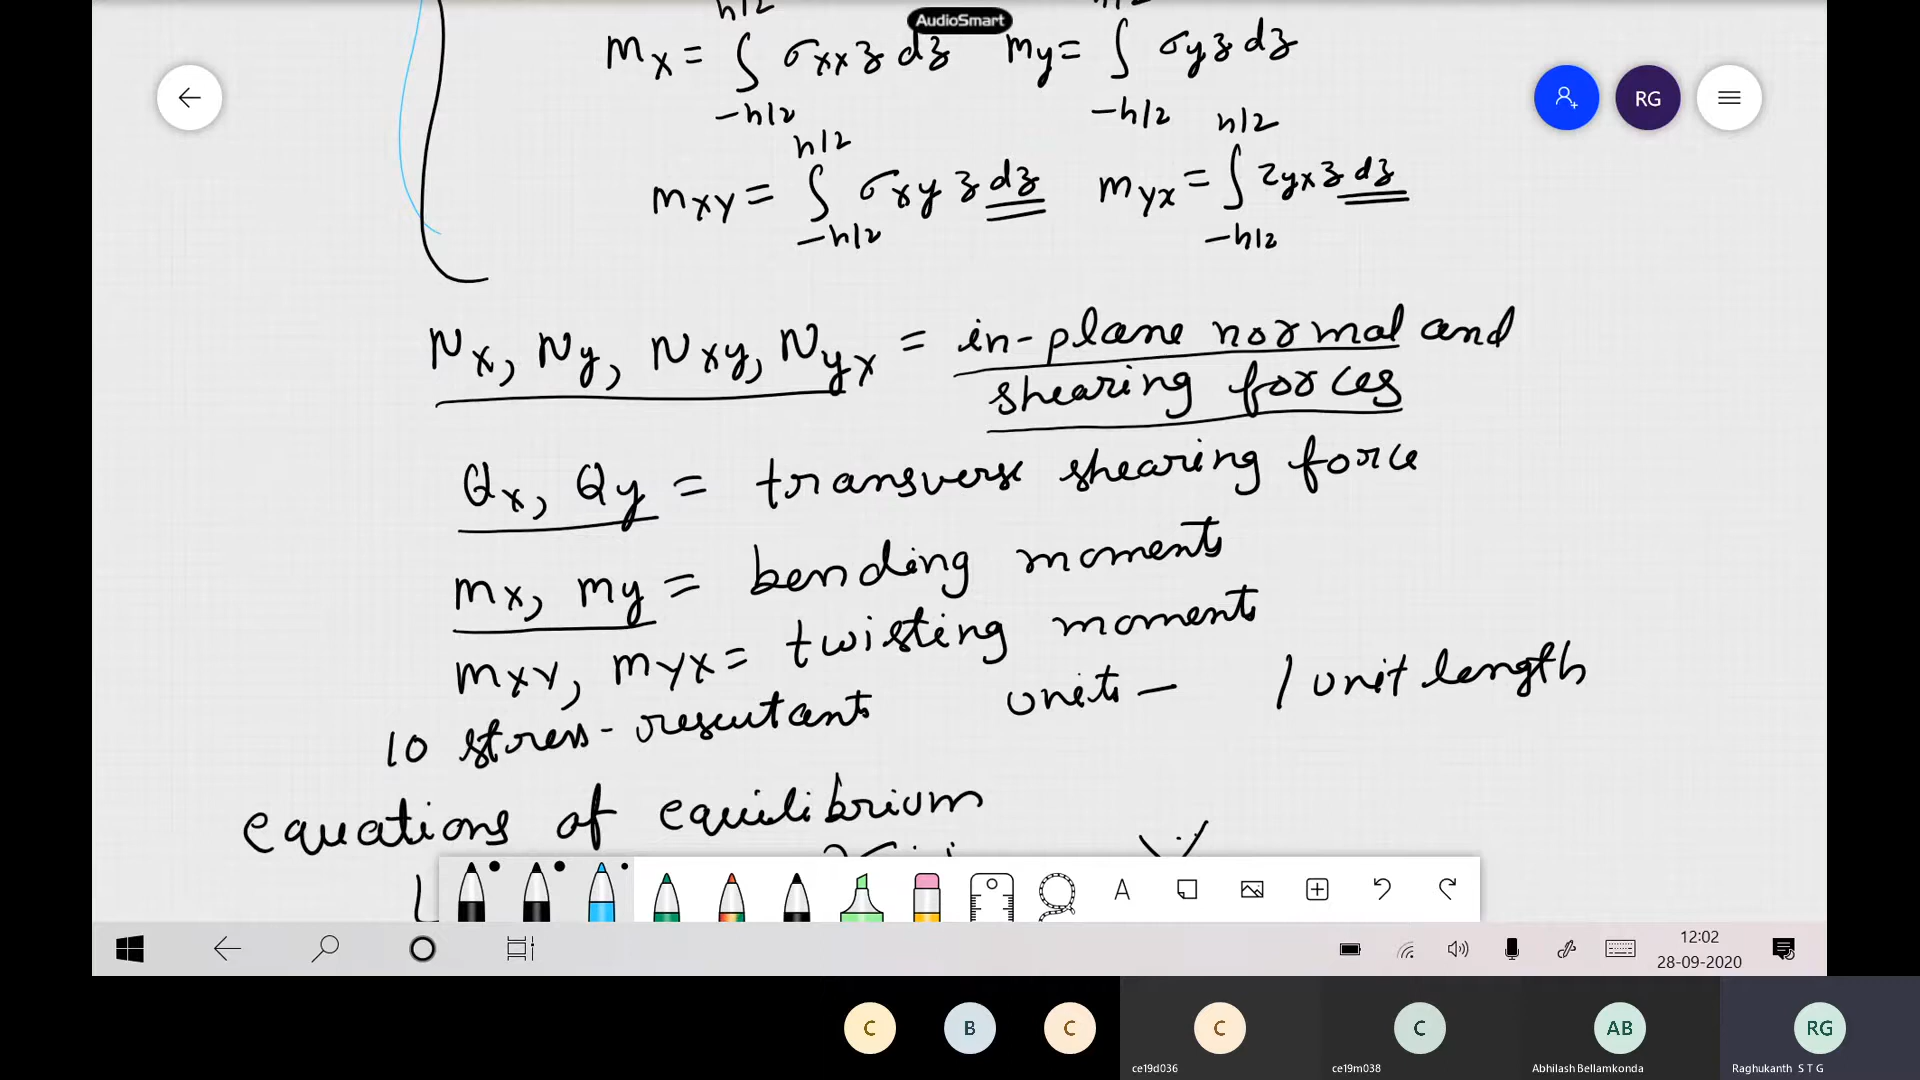 AudioSmart
h/2 h/2
Mx = ∫ σxx z dz My = ∫ σy z dz
-h/2 -h/2
h/2 h/2
Mxy = ∫ σxy z dz Myx = ∫ τyx z dz
-h/2 -h/2
Nx, Ny, Nxy, Nyx = in-plane normal and
shearing forces
Qx, Qy = transverse shearing force
Mx, My = bending moments
Mxy, Myx = twisting moments
10 stress-resultants units — / unit length
equations of equilibrium
RG
A
12:02
28-09-2020
C B C C C AB RG
ce19d036 ce19m038 Abhilash Bellamkonda Raghukanth S T G